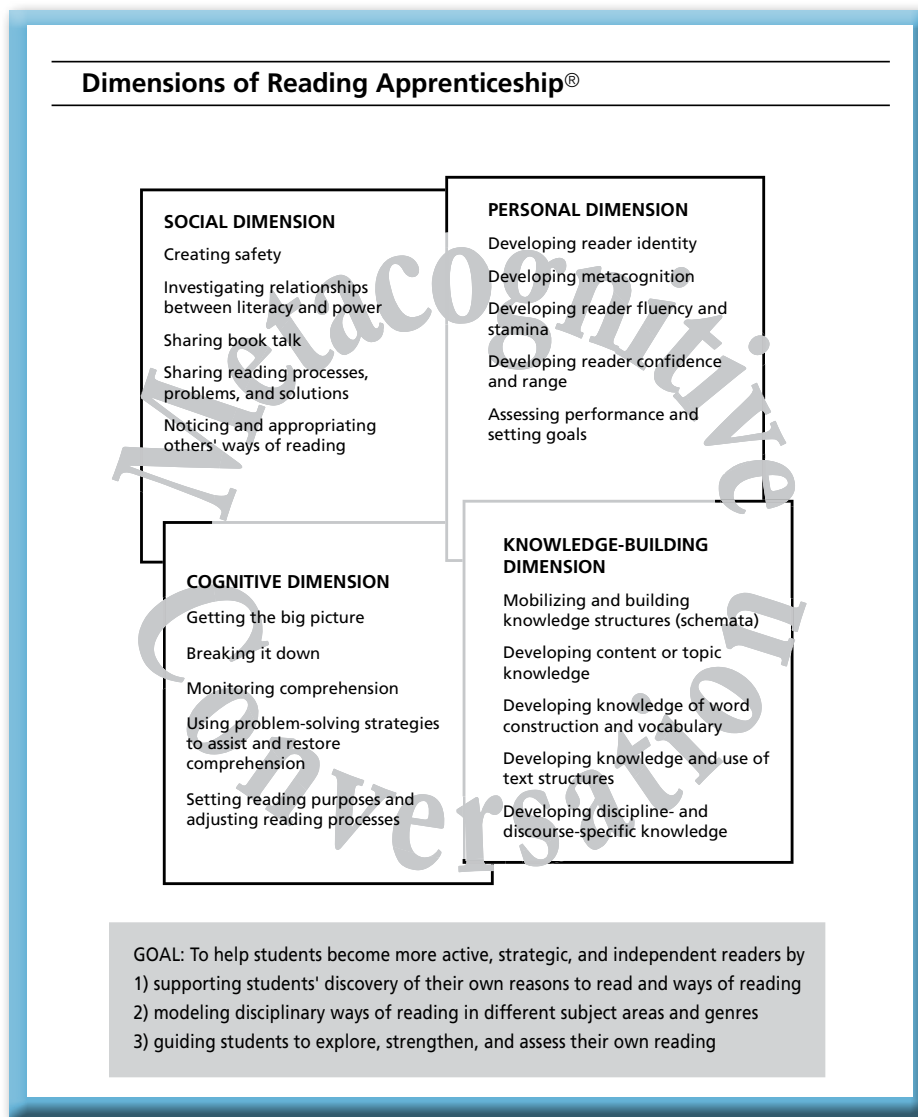 Dimensions of Reading Apprenticeship®
SOCIAL DIMENSION
Creating safety
Investigating relationships
between literacy and power
Sharing book talk
Sharing reading processes,
problems, and solutions
Noticing and appropriating
others' ways of reading
PERSONAL DIMENSION
Developing reader identity
Developing metacognition
Developing reader fluency and
stamina
Developing reader confidence
and range
Assessing performance and
setting goals
Metacognitive
Conversation
COGNITIVE DIMENSION
Getting the big picture
Breaking it down
Monitoring comprehension
Using problem-solving strategies
to assist and restore
comprehension
Setting reading purposes and
adjusting reading processes
KNOWLEDGE-BUILDING
DIMENSION
Mobilizing and building
knowledge structures (schemata)
Developing content or topic
knowledge
Developing knowledge of word
construction and vocabulary
Developing knowledge and use of
text structures
Developing discipline- and
discourse-specific knowledge
GOAL: To help students become more active, strategic, and independent readers by
1) supporting students' discovery of their own reasons to read and ways of reading
2) modeling disciplinary ways of reading in different subject areas and genres
3) guiding students to explore, strengthen, and assess their own reading